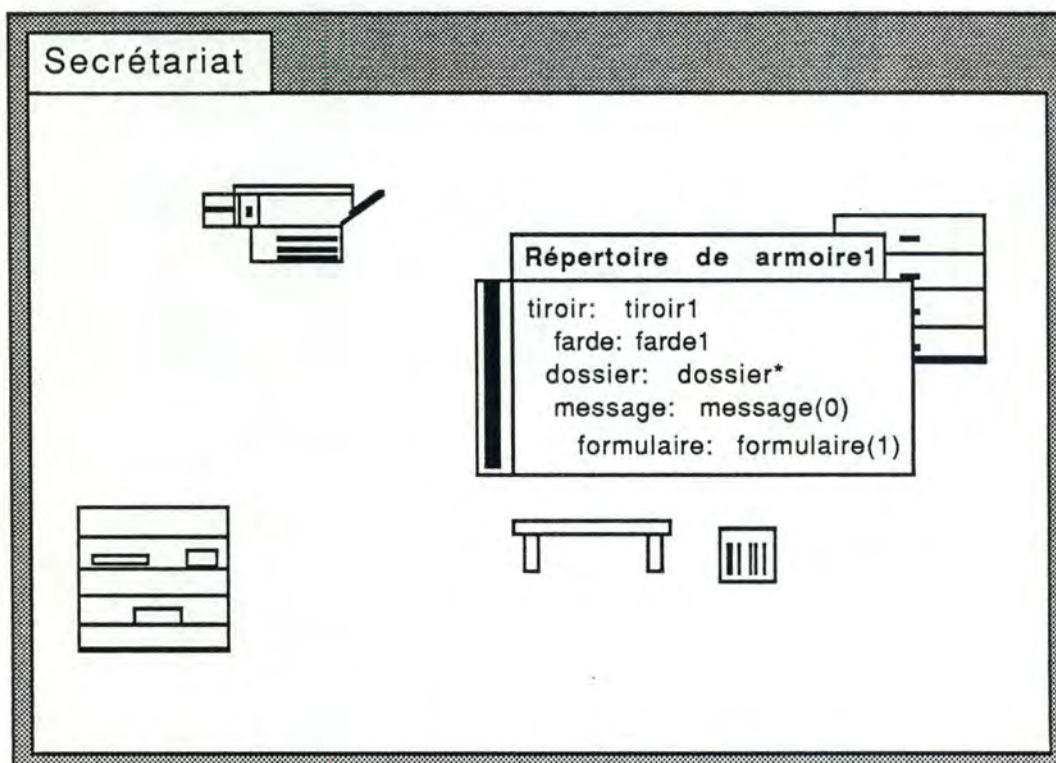 Secrétariat
Répertoire de armoire1
tiroir: tiroir1
farde: farde1
dossier: dossier*
message: message(0)
formulaire: formulaire(1)